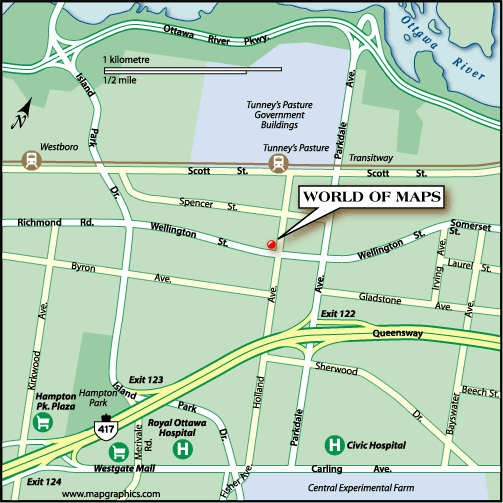 Ottawa River Pkwy.
Ottawa River
1 kilometre
1/2 mile
N
Island Park Dr.
Tunney's Pasture
Government
Buildings
Parkdale Ave.
Westboro
Tunney's Pasture
Transitway
Scott St.
Scott St.
Spencer St.
WORLD OF MAPS
Richmond Rd.
Wellington St.
Wellington St.
Somerset
St.
Laurel St.
Byron Ave.
Irving Ave.
Ave.
Gladstone Ave.
Exit 122
Queensway
Kirkwood Ave.
Exit 123
Sherwood Dr.
Hampton
Pk. Plaza
Hampton
Park
Island Park Dr.
Holland Ave.
Parkdale Ave.
Beech St.
Bayswater Ave.
417
Royal Ottawa
Hospital
H
Merivale
Rd.
H
Civic Hospital
Westgate Mall
Carling Ave.
Exit 124
Fisher Ave.
www.mapgraphics.com
Central Experimental Farm